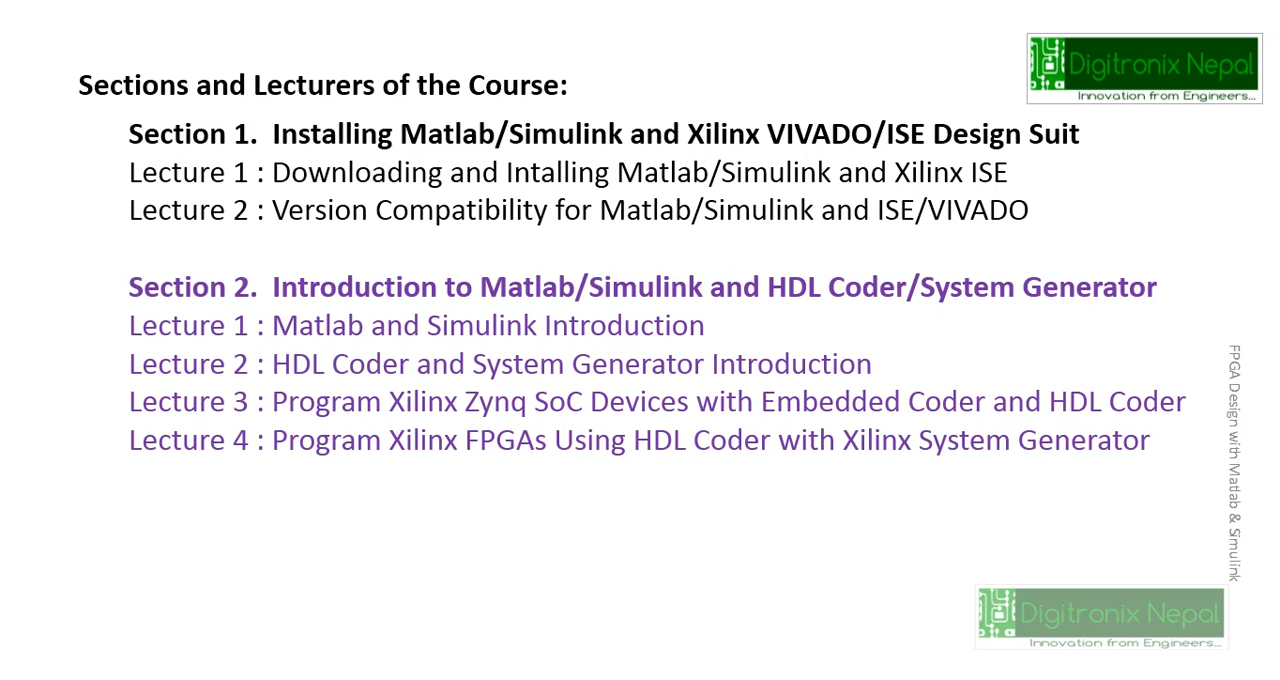 Digitronix Nepal
Innovation from Engineers...
Sections and Lecturers of the Course:
Section 1. Installing Matlab/Simulink and Xilinx VIVADO/ISE Design Suit
Lecture 1 : Downloading and Intalling Matlab/Simulink and Xilinx ISE
Lecture 2 : Version Compatibility for Matlab/Simulink and ISE/VIVADO
Section 2. Introduction to Matlab/Simulink and HDL Coder/System Generator
Lecture 1 : Matlab and Simulink Introduction
Lecture 2 : HDL Coder and System Generator Introduction
Lecture 3 : Program Xilinx Zynq SoC Devices with Embedded Coder and HDL Coder
Lecture 4 : Program Xilinx FPGAs Using HDL Coder with Xilinx System Generator
FPGA Design with Matlab & Simulink
Digitronix Nepal
Innovation from Engineers...